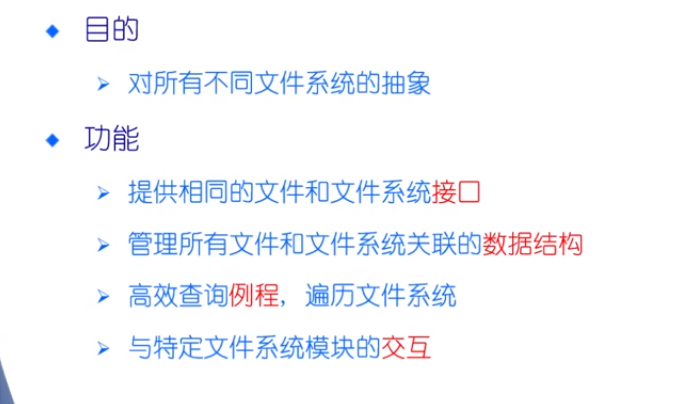 目的
对所有不同文件系统的抽象
功能
提供相同的文件和文件系统接口
管理所有文件和文件系统关联的数据结构
高效查询例程，遍历文件系统
与特定文件系统模块的交互